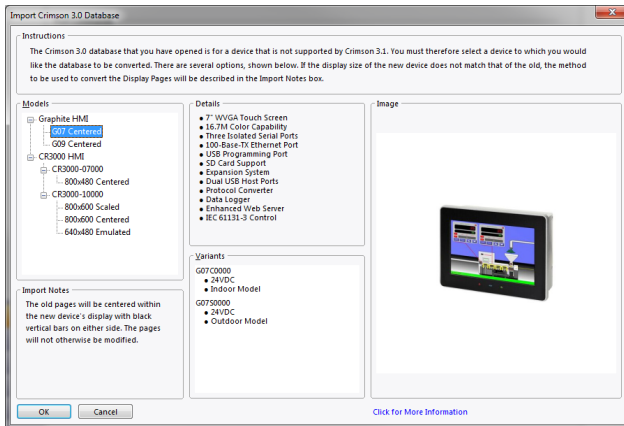 Import Crimson 3.0 Database
Instructions
The Crimson 3.0 database that you have opened is for a device that is not supported by Crimson 3.1. You must therefore select a device to which you would
like the database to be converted. There are several options, shown below. If the display size of the new device does not match that of the old, the method
to be used to convert the Display Pages will be described in the Import Notes box.
Models
Graphite HMI
G07 Centered
G09 Centered
CR3000 HMI
CR3000-07000
800x480 Centered
CR3000-10000
800x600 Scaled
800x600 Centered
640x480 Emulated
Import Notes
The old pages will be centered within
the new device's display with black
vertical bars on either side. The pages
will not otherwise be modified.
Details
• 7" WVGA Touch Screen
• 16.7M Color Capability
• Three Isolated Serial Ports
• 100-Base-TX Ethernet Port
• USB Programming Port
• SD Card Support
• Expansion System
• Dual USB Host Ports
• Protocol Converter
• Data Logger
• Enhanced Web Server
• IEC 61131-3 Control
Variants
G07C0000
• 24VDC
• Indoor Model
G07S0000
• 24VDC
• Outdoor Model
Image
OK
Cancel
Click for More Information